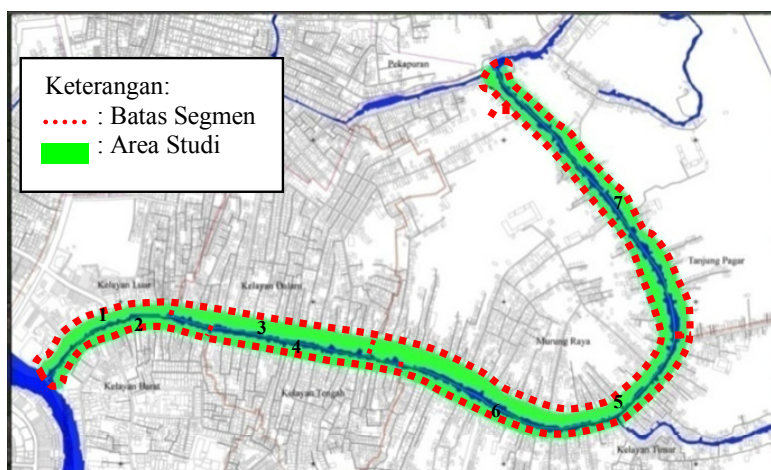 Keterangan:
: Batas Segmen
: Area Studi
Pekapuran
7
Tanjung Pagar
Kelayan Luar
Kelayan Dalam
1
2
3
4
Murung Raya
Kelayan Barat
Kelayan Tengah
5
6
Kelayan Timur